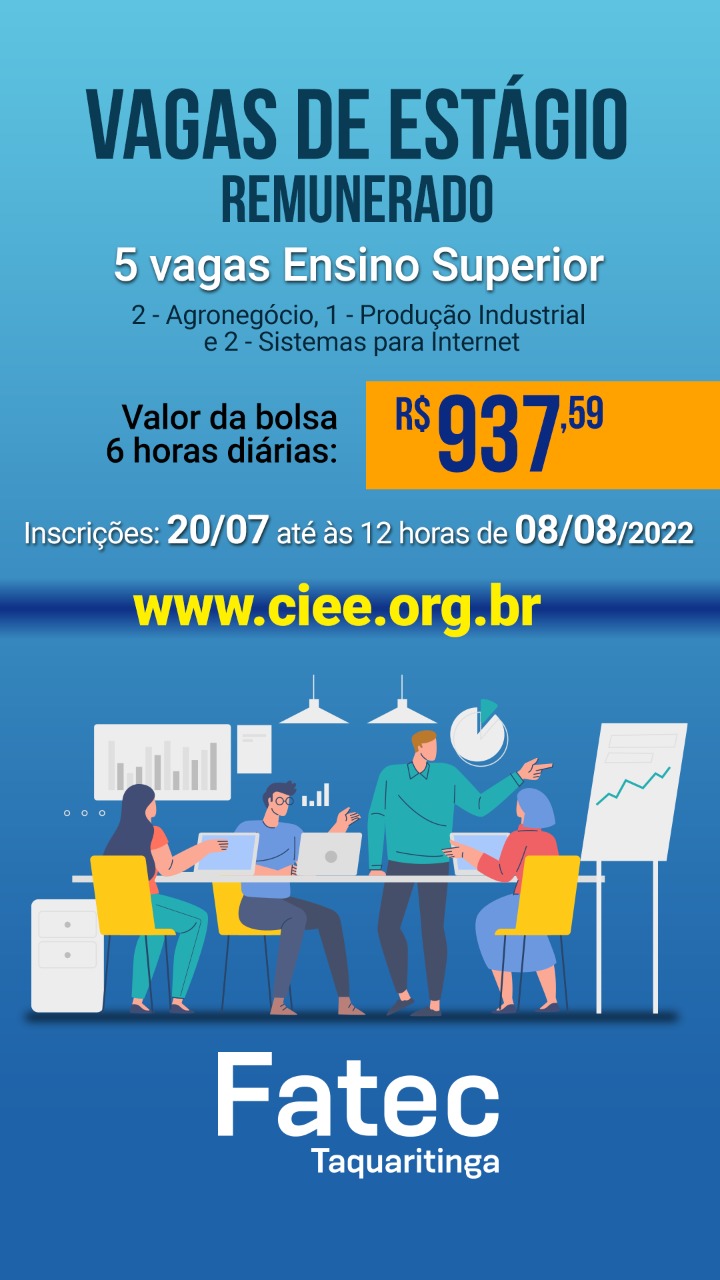 VAGAS DE ESTÁGIO
REMUNERADO
5 vagas Ensino Superior
2 - Agronegócio, 1 - Produção Industrial
e 2 - Sistemas para Internet
Valor da bolsa
6 horas diárias:
R$ 937,59
Inscrições: 20/07 até às 12 horas de 08/08/2022
www.ciee.org.br
Fatec
Taquaritinga